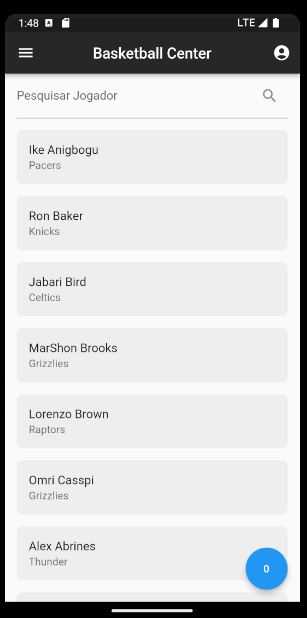 1:48 A LTE
Basketball Center
Pesquisar Jogador
Ike Anigbogu
Pacers
Ron Baker
Knicks
Jabari Bird
Celtics
MarShon Brooks
Grizzlies
Lorenzo Brown
Raptors
Omri Casspi
Grizzlies
Alex Abrines
Thunder
0